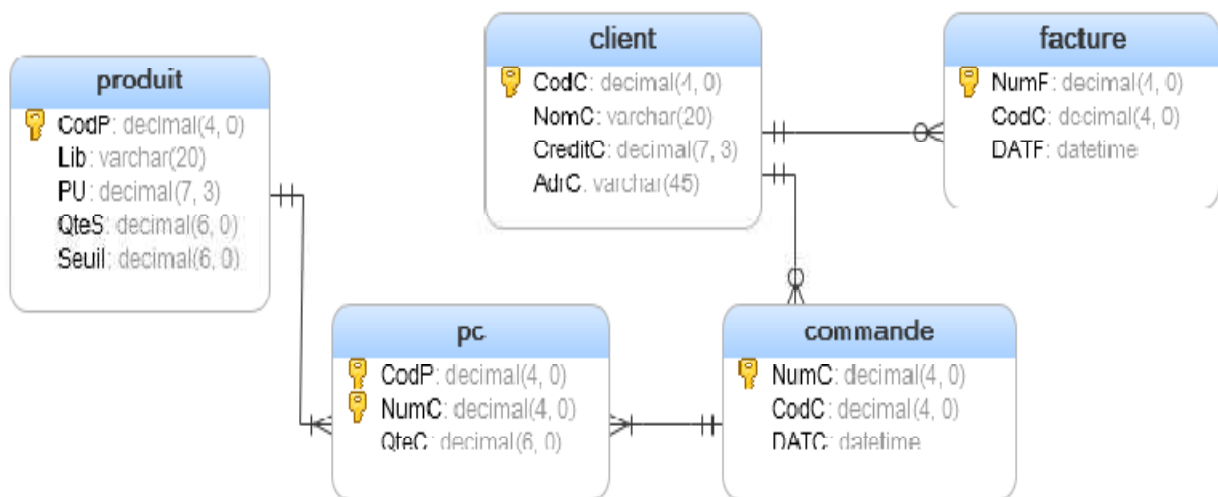 produit
CodP: decimal(4, 0)
Lib: varchar(20)
PU: decimal(7, 3)
QteS: decimal(6, 0)
Seuil: decimal(6, 0)
client
CodC: decimal(4, 0)
NomC: varchar(20)
CreditC: decimal(7, 3)
AdrC: varchar(45)
facture
NumF: decimal(4, 0)
CodC: decimal(4, 0)
DATF: datetime
pc
CodP: decimal(4, 0)
NumC: decimal(4, 0)
QteC: decimal(6, 0)
commande
NumC: decimal(4, 0)
CodC: decimal(4, 0)
DATC: datetime